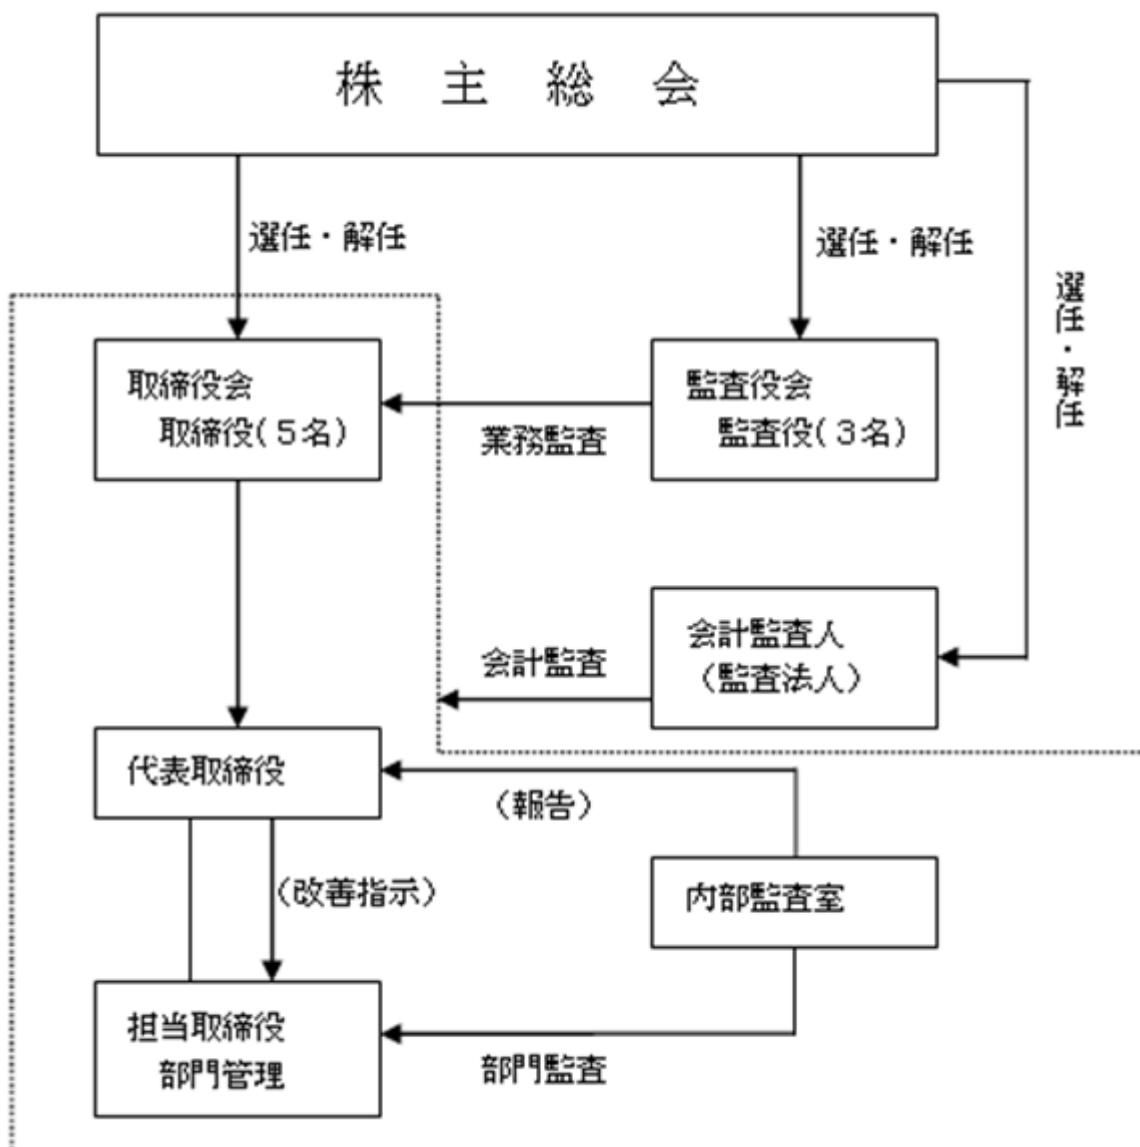 株主総会
選任・解任
選任・解任
選任・解任
取締役会
取締役(５名)
業務監査
監査役会
監査役(３名)
会計監査
会計監査人
（監査法人）
代表取締役
（報告）
（改善指示）
内部監査室
担当取締役
部門管理
部門監査